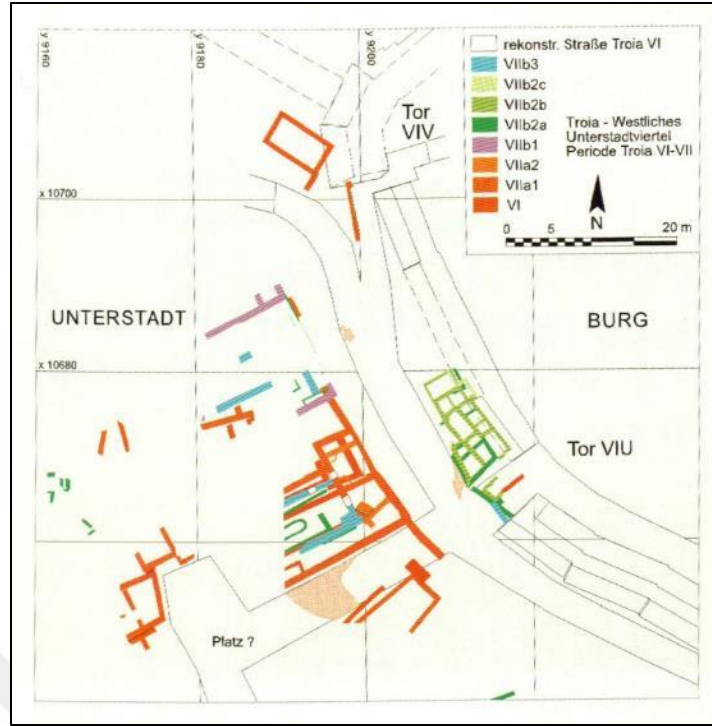 y 9160
y 9180
y 9200
rekonstr. Straße Troia VI
VIIb3
VIIb2c
VIIb2b
VIIb2a
VIIb1
VIIa2
VIIa1
VI
Troia - Westliches
Unterstadtviertel
Periode Troia VI-VII
N
0 5 20 m
Tor
VIV
x 10700
UNTERSTADT
BURG
x 10680
Tor VIU
Platz ?